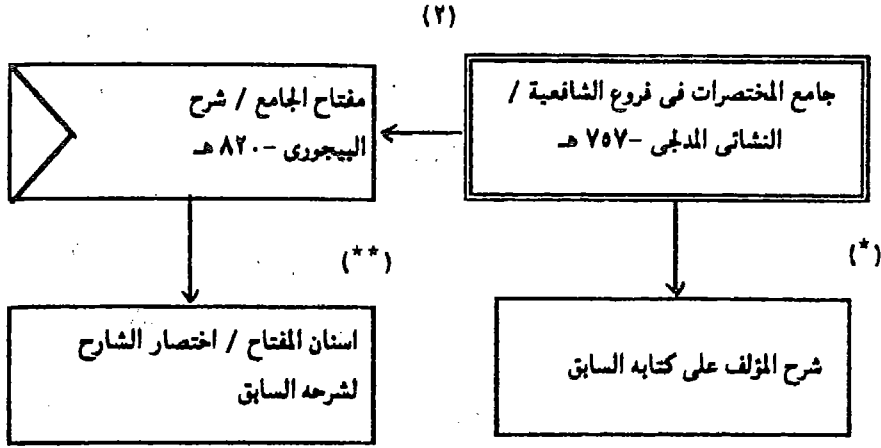 (٢)
جامع المختصرات فى فروع الشافعية /
النشائى المدلجى -٧٥٧ هـ
مفتاح الجامع / شرح
البيجورى -٨٢٠ هـ
(*)
(**)
شرح المؤلف على كتابه السابق
اسنان المفتاح / اختصار الشارح
لشرحه السابق